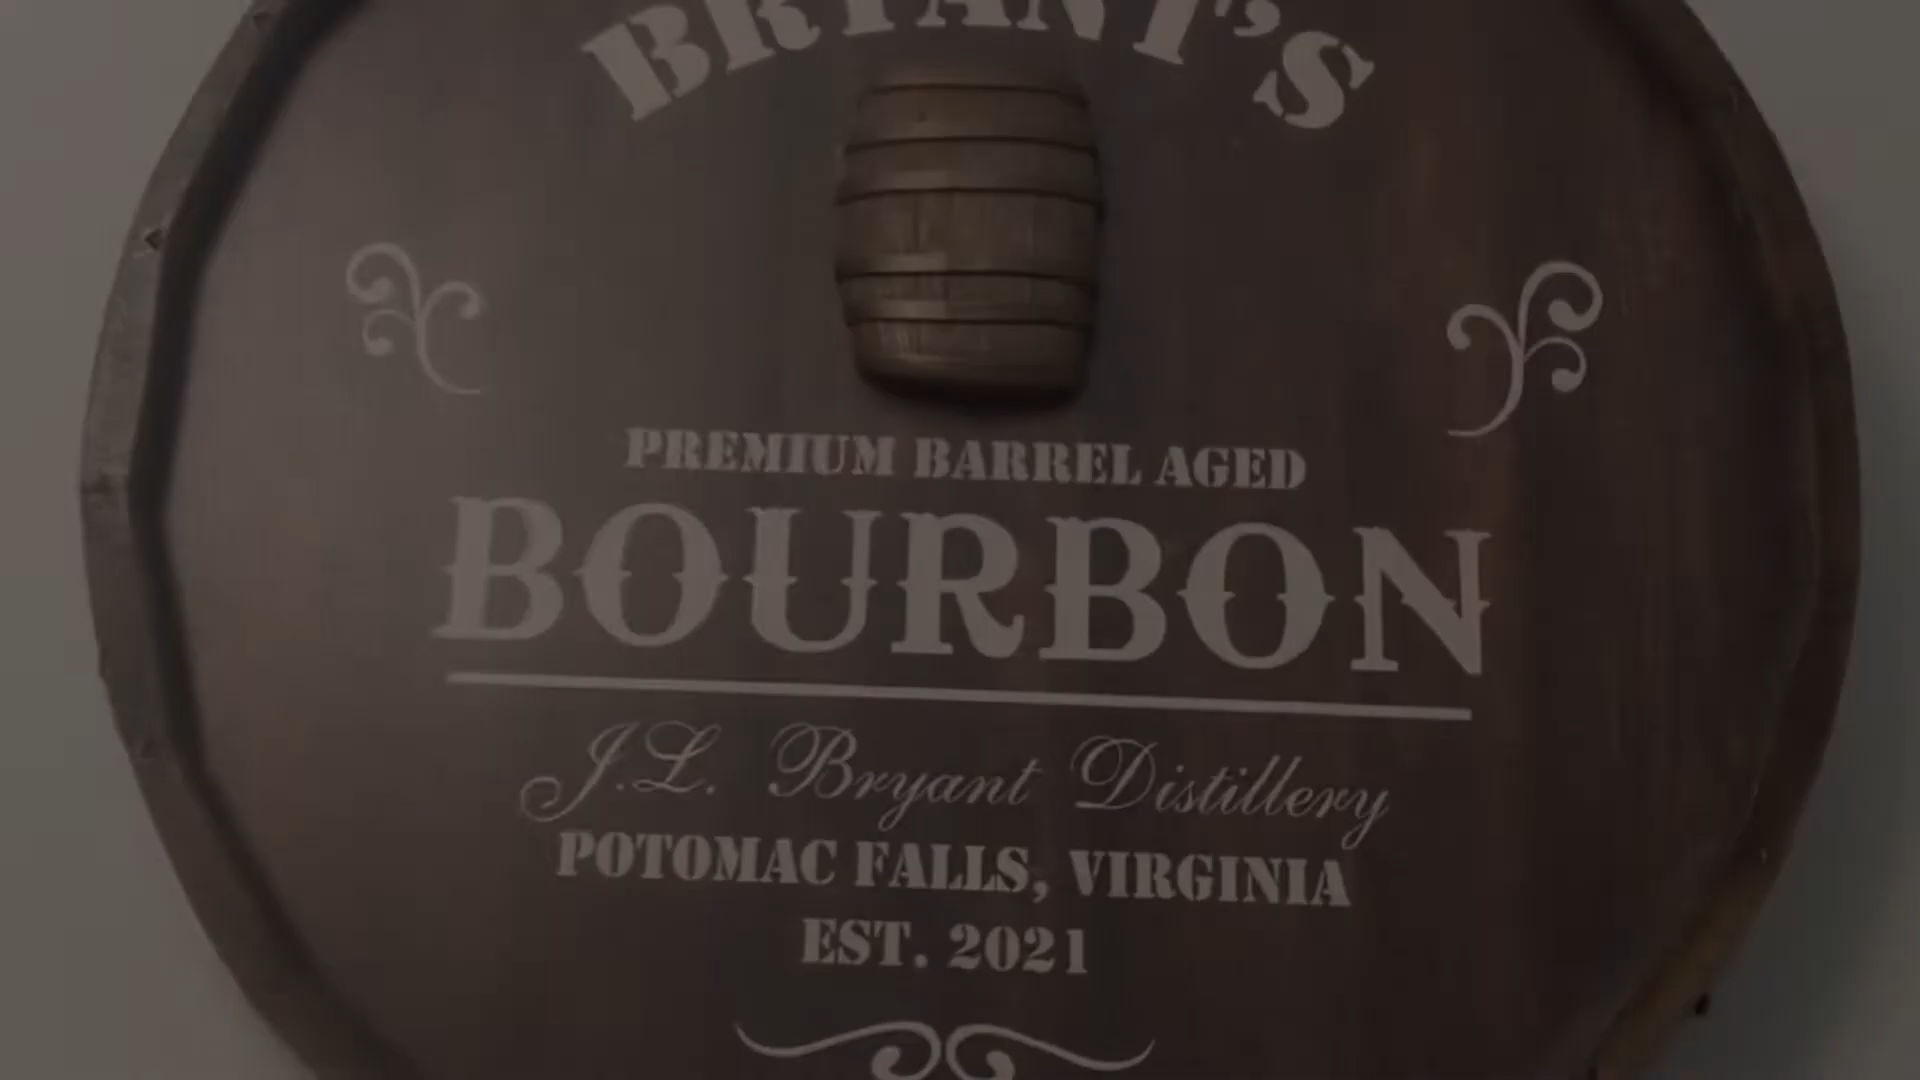 BRYANT'S
PREMIUM BARREL AGED
BOURBON
J.L. Bryant Distillery
POTOMAC FALLS, VIRGINIA
EST. 2021